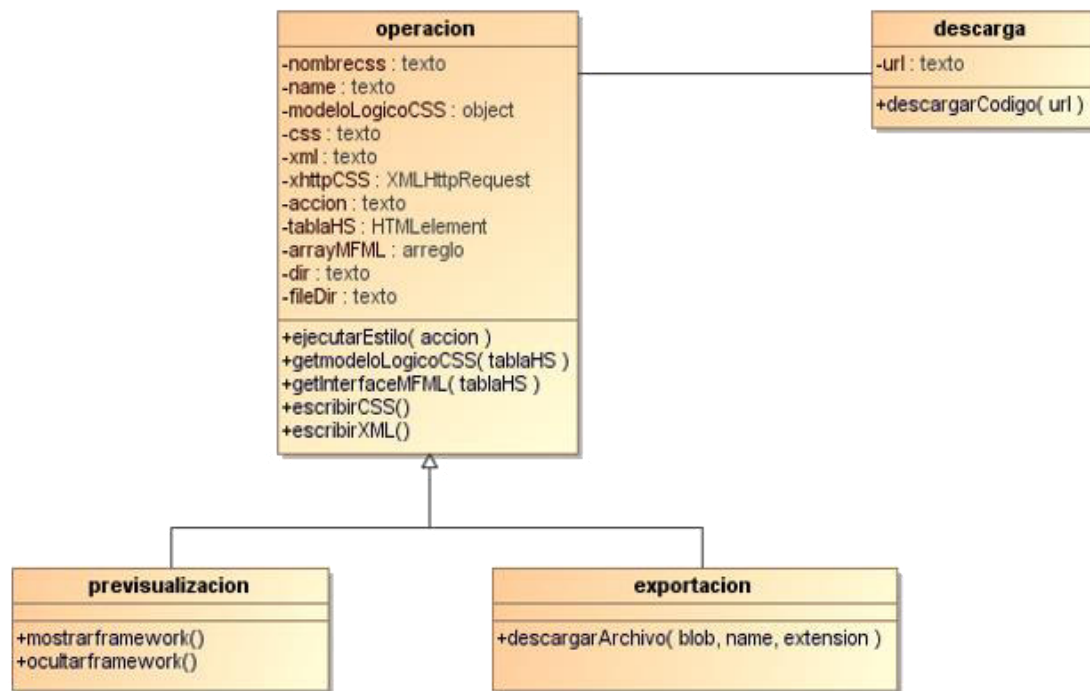 operacion
-nombrecss : texto
-name : texto
-modeloLogicoCSS : object
-css : texto
-xml : texto
-xhttpCSS : XMLHttpRequest
-accion : texto
-tablaHS : HTMLelement
-arrayMFML : arreglo
-dir : texto
-fileDir : texto
+ejecutarEstilo( accion )
+getmodeloLogicoCSS( tablaHS )
+getInterfaceMFML( tablaHS )
+escribirCSS()
+escribirXML()
descarga
-url : texto
+descargarCodigo( url )
previsualizacion
+mostrarframework()
+ocultarframework()
exportacion
+descargarArchivo( blob, name, extension )